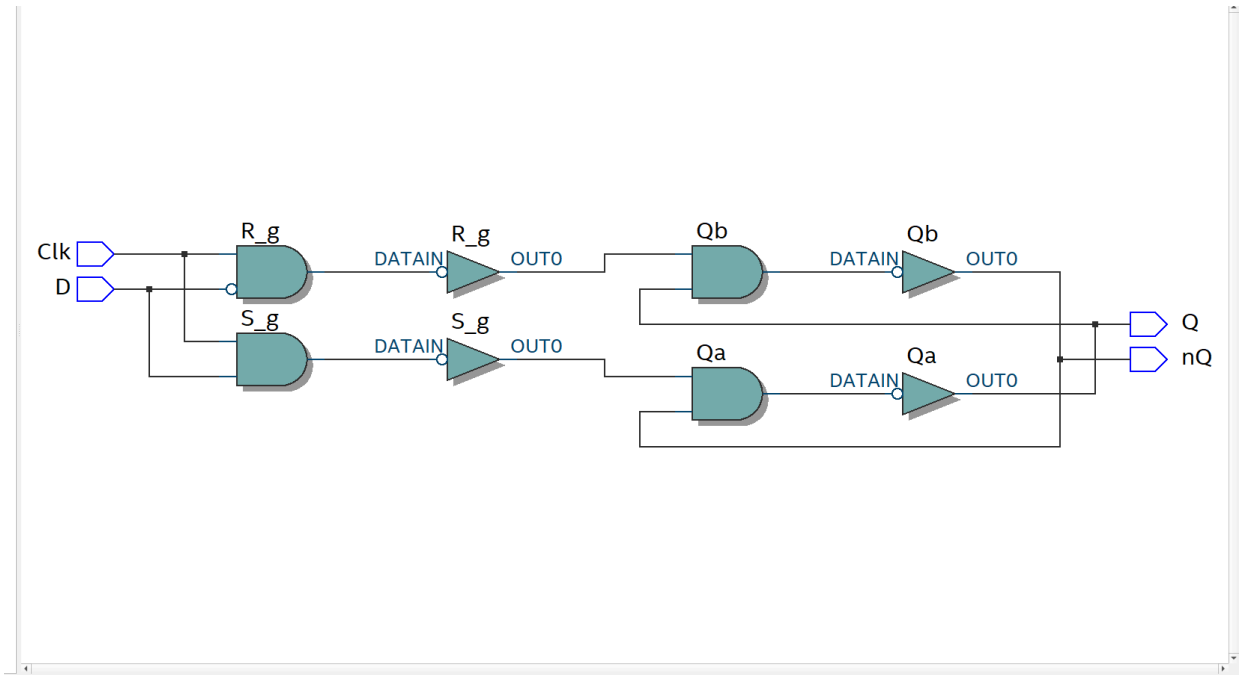 R_g
R_g
Qb
Qb
Clk
DATAIN
OUT0
DATAIN
OUT0
D
S_g
S_g
Q
DATAIN
OUT0
Qa
Qa
nQ
DATAIN
OUT0